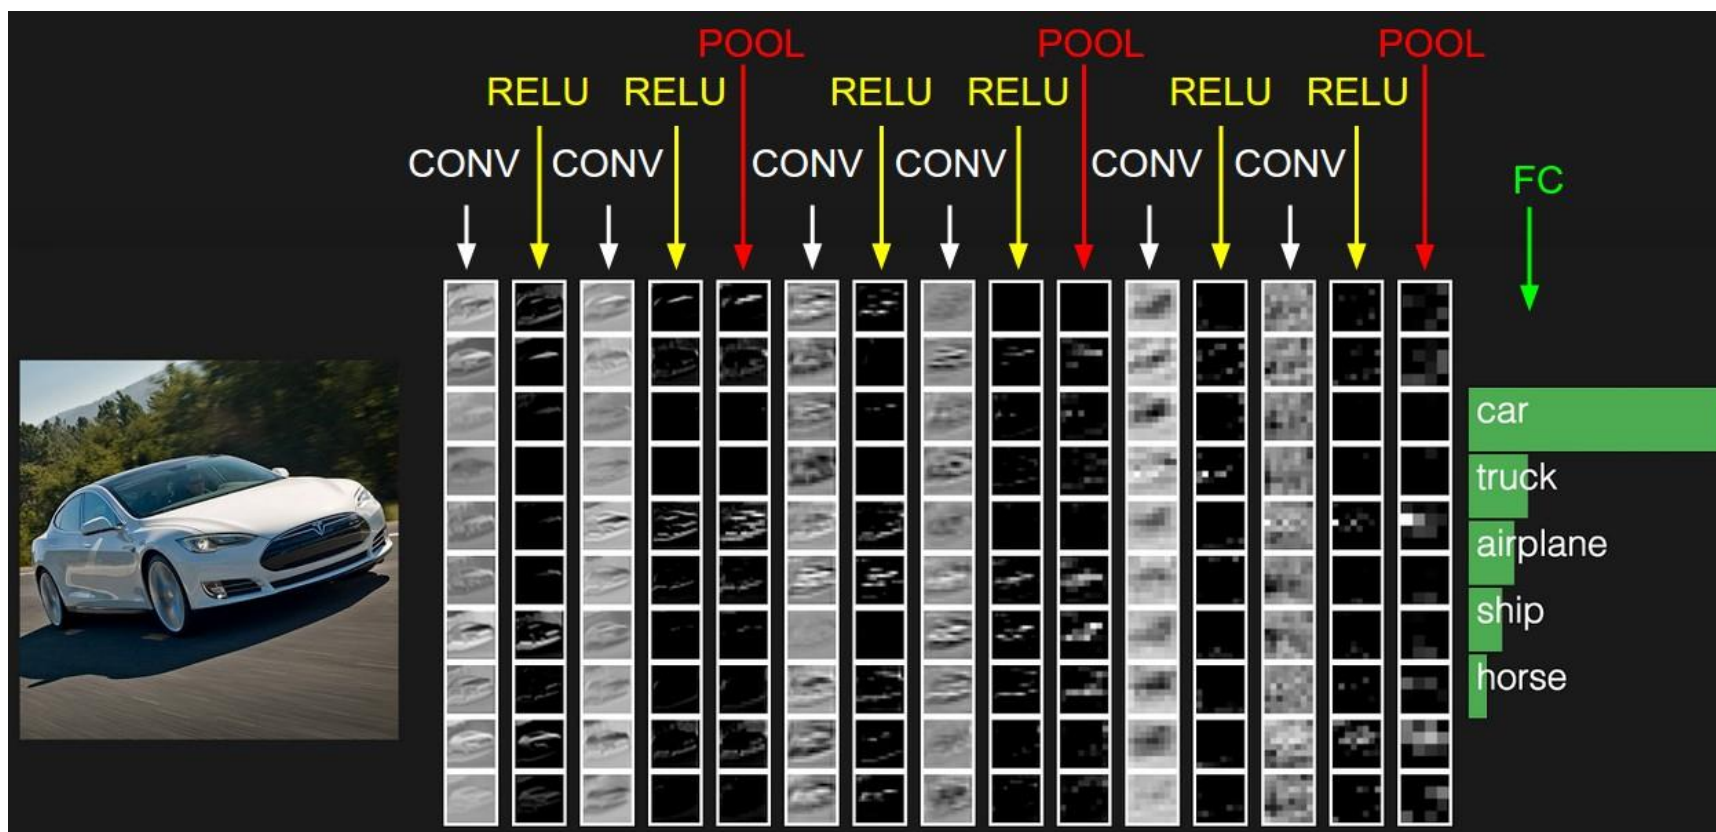 POOL POOL POOL
RELU RELU RELU RELU RELU RELU
CONV CONV CONV CONV CONV CONV
FC
car
truck
airplane
ship
horse